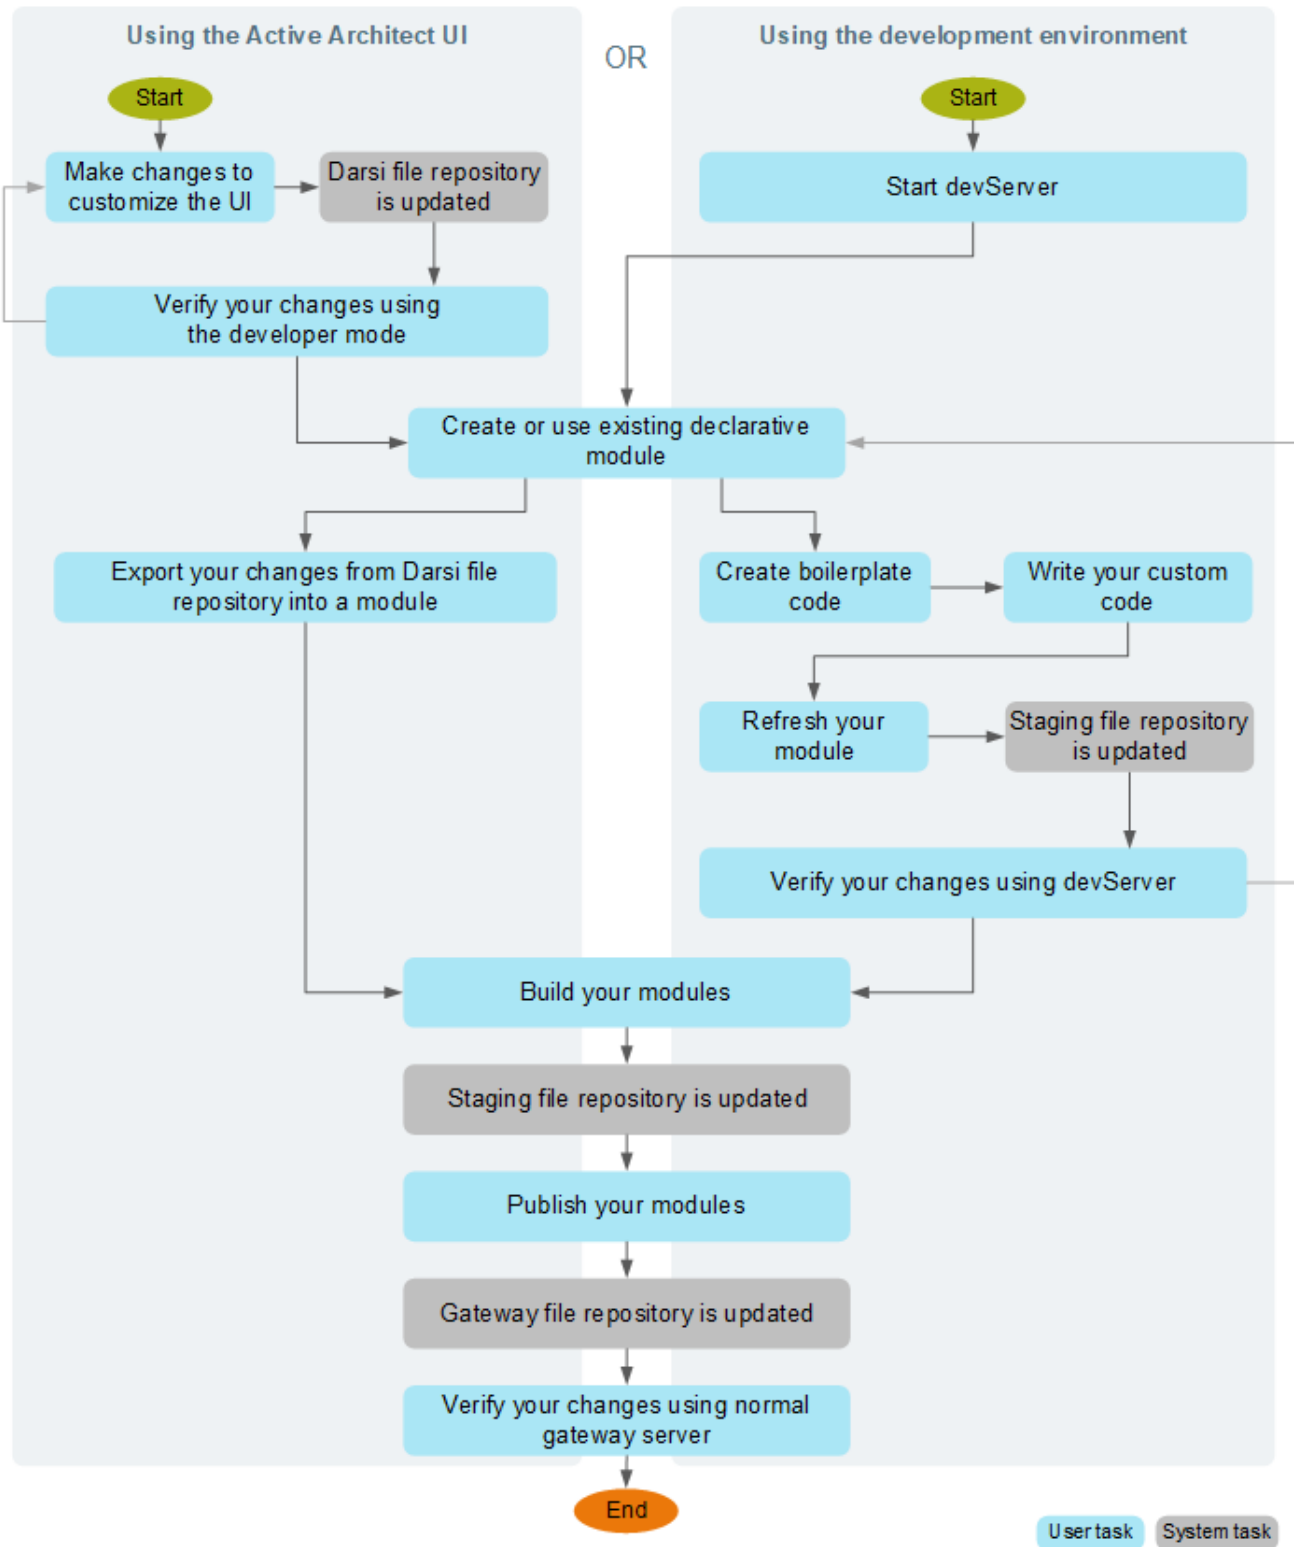 Using the Active Architect UI
OR
Using the development environment
Start
Start
Make changes to
customize the UI
Darsi file repository
is updated
Start devServer
Verify your changes using
the developer mode
Create or use existing declarative
module
Export your changes from Darsi file
repository into a module
Create boilerplate
code
Write your custom
code
Refresh your
module
Staging file repository
is updated
Verify your changes using devServer
Build your modules
Staging file repository is updated
Publish your modules
Gateway file repository is updated
Verify your changes using normal
gateway server
End
User task
System task